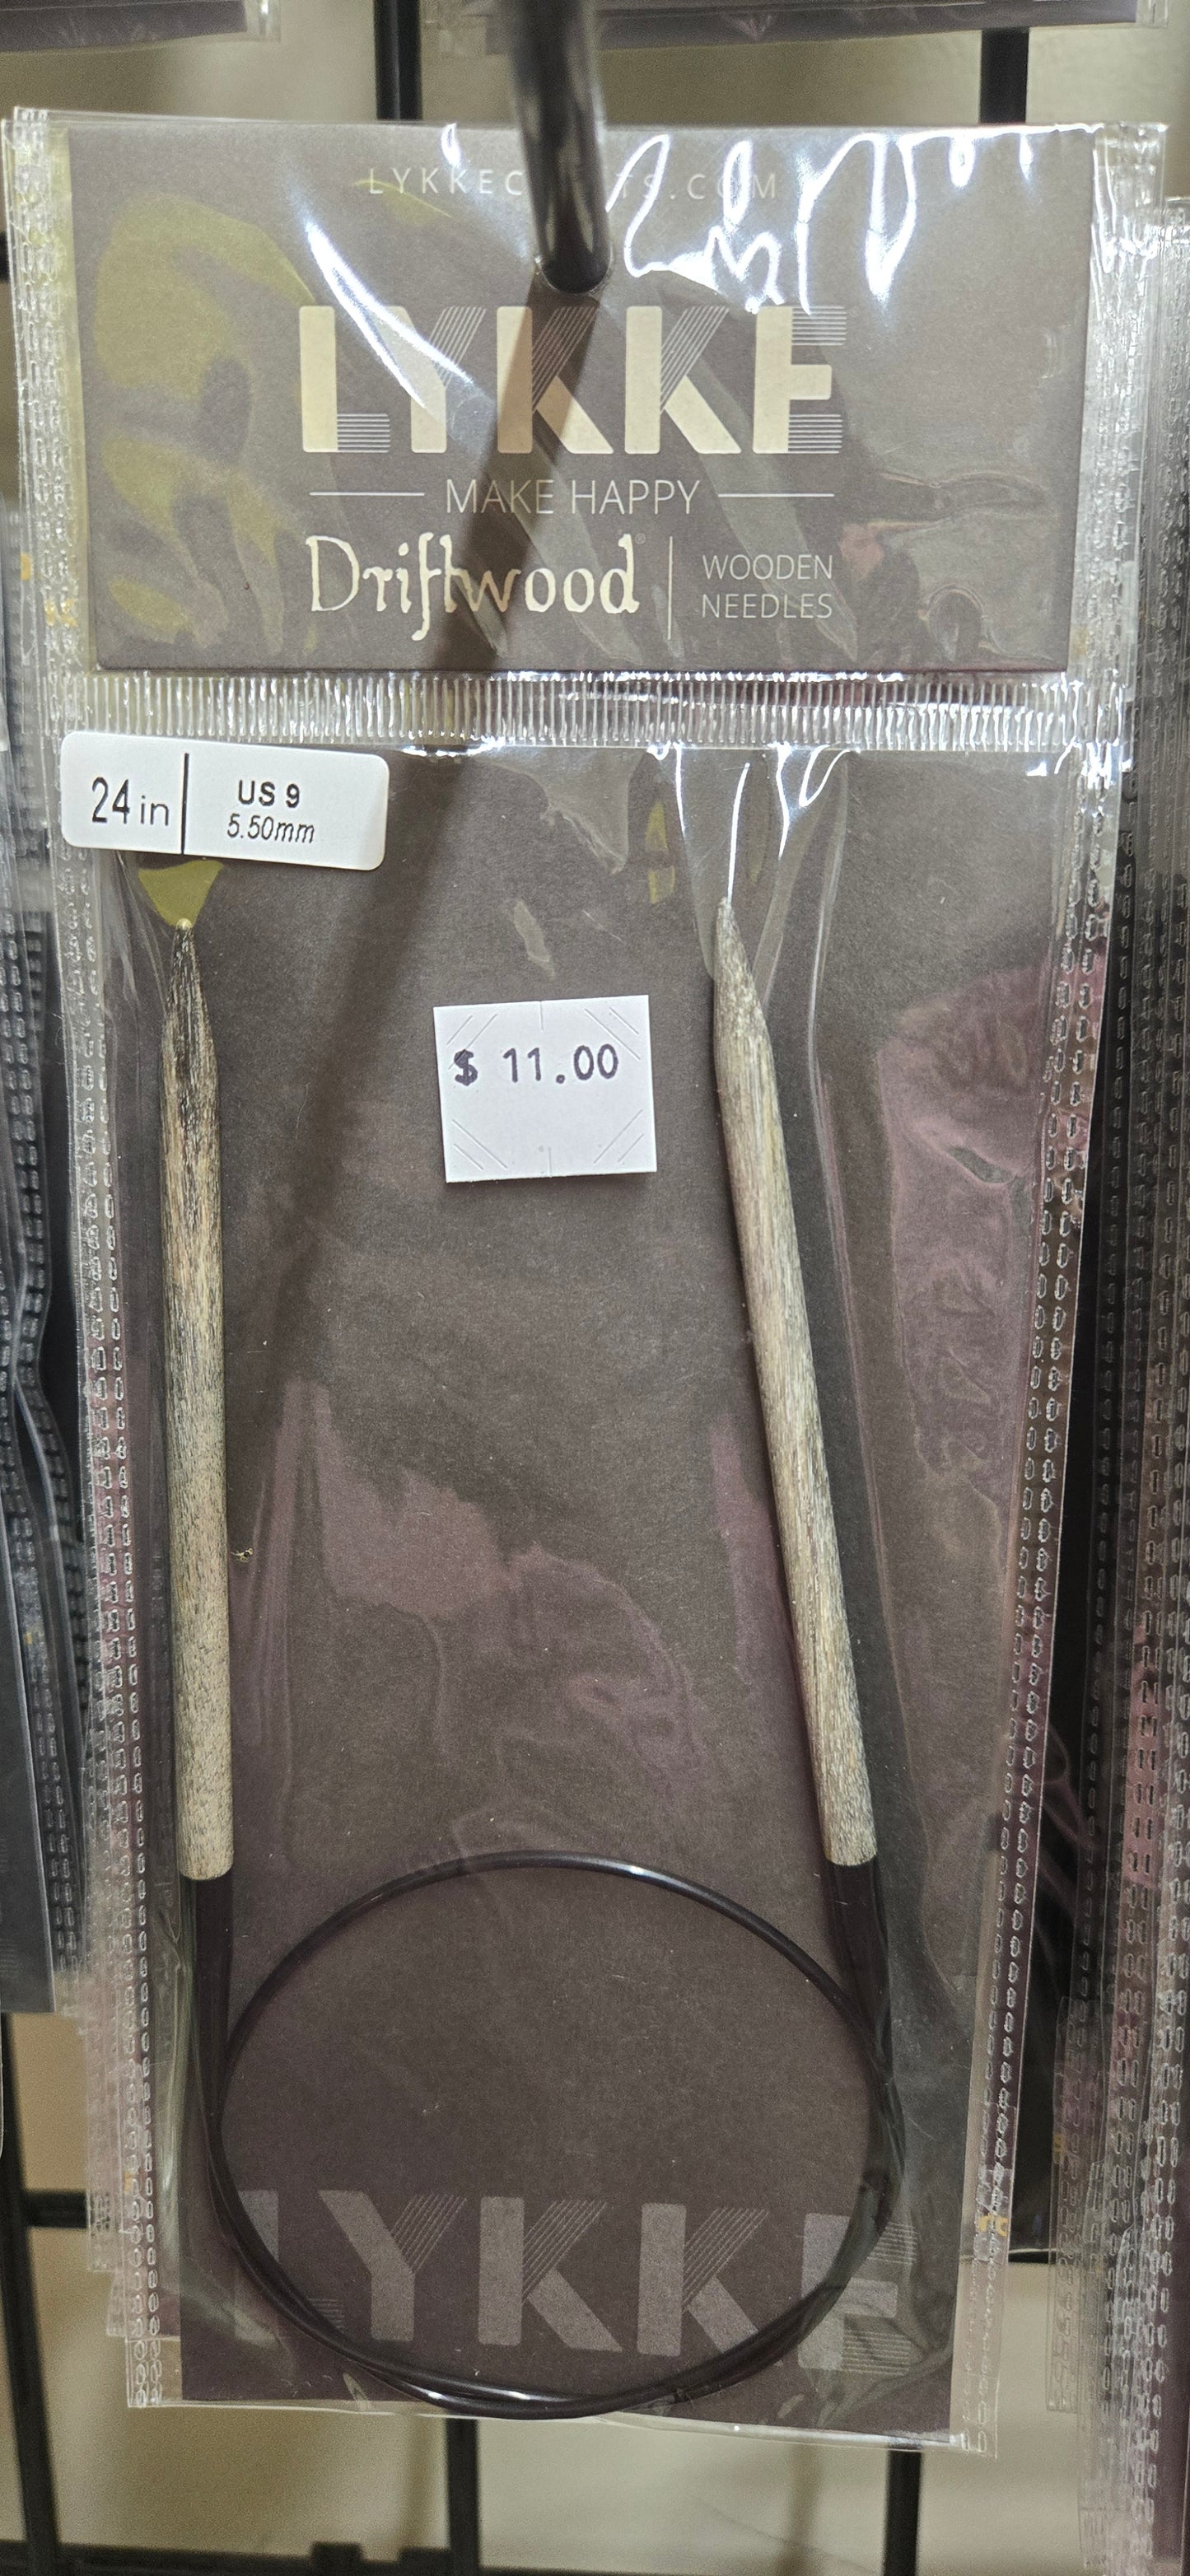 LYKKE
MAKE HAPPY
Driftwood® | WOODEN NEEDLES
24 in | US 9
5.50mm
$ 11.00
LYKKE